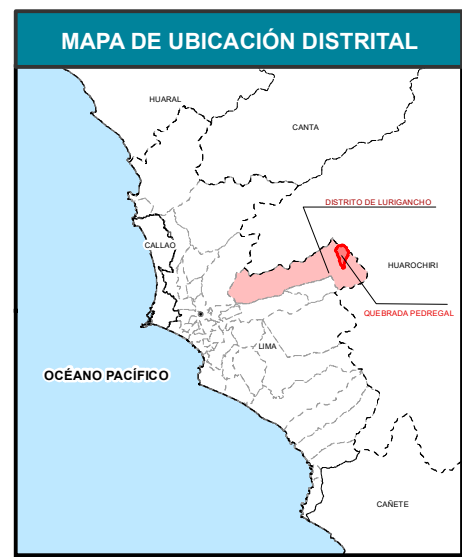 MAPA DE UBICACIÓN DISTRITAL
HUARAL
CANTA
DISTRITO DE LURIGANCHO
CALLAO
HUAROCHIRI
QUEBRADA PEDREGAL
LIMA
OCÉANO PACÍFICO
CAÑETE